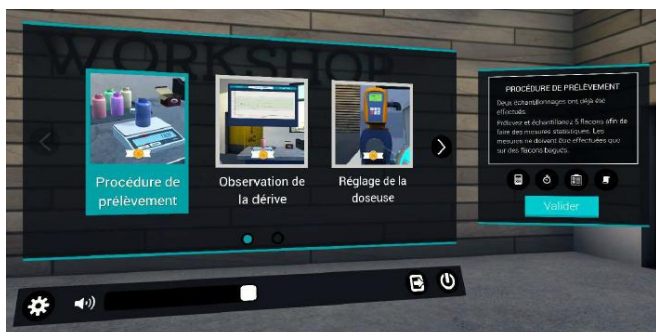 WORKSHOP
Procédure de
prélèvement
Observation de
la dérive
Réglage de la
doseuse
PROCÉDURE DE PRÉLÈVEMENT
Deux échantillonnages ont déjà été
effectués.
Prélevez et échantillonnez 5 flacons afin de
faire des mesures statistiques. Les
mesures ne doivent être effectuées que
sur des flacons bagués.
Valider